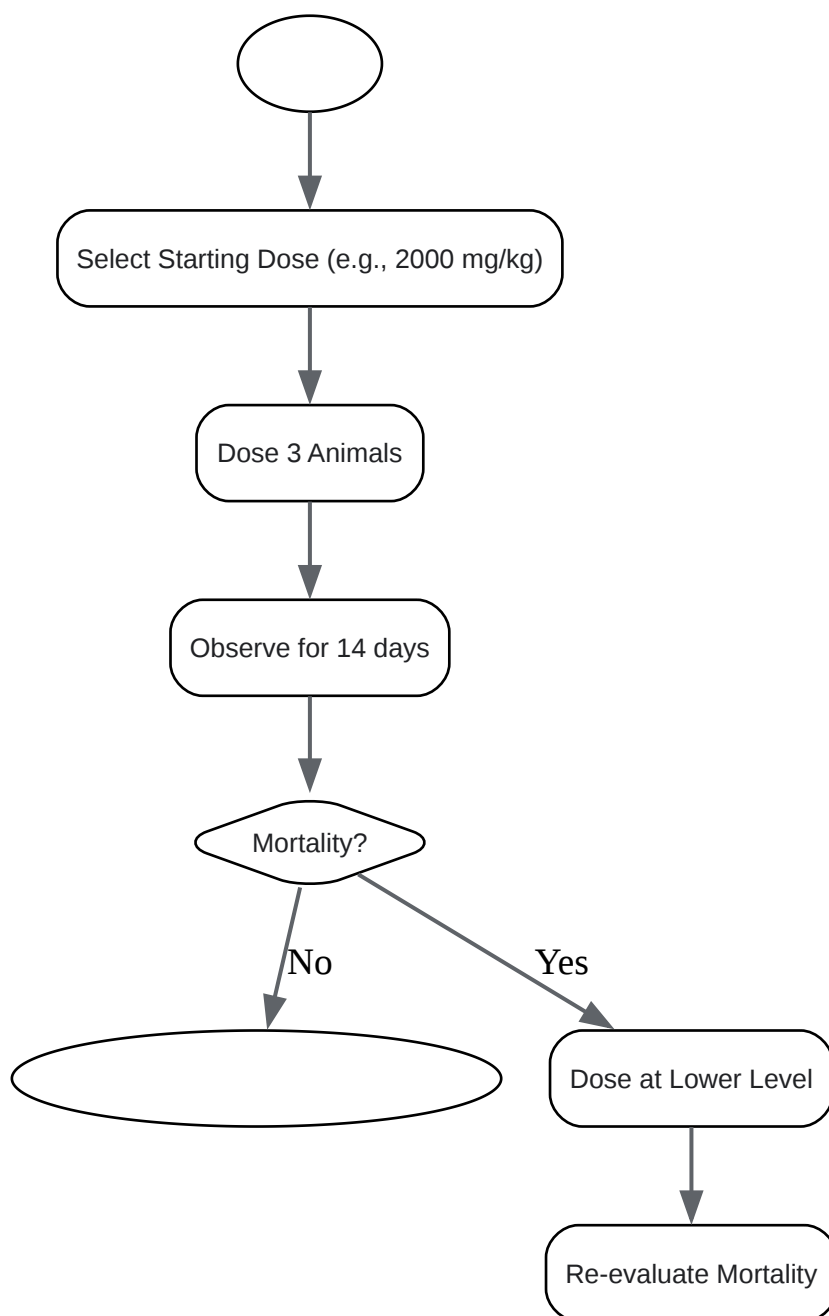 Select Starting Dose (e.g., 2000 mg/kg)
Dose 3 Animals
Observe for 14 days
Mortality?
No
Yes
Dose at Lower Level
Re-evaluate Mortality